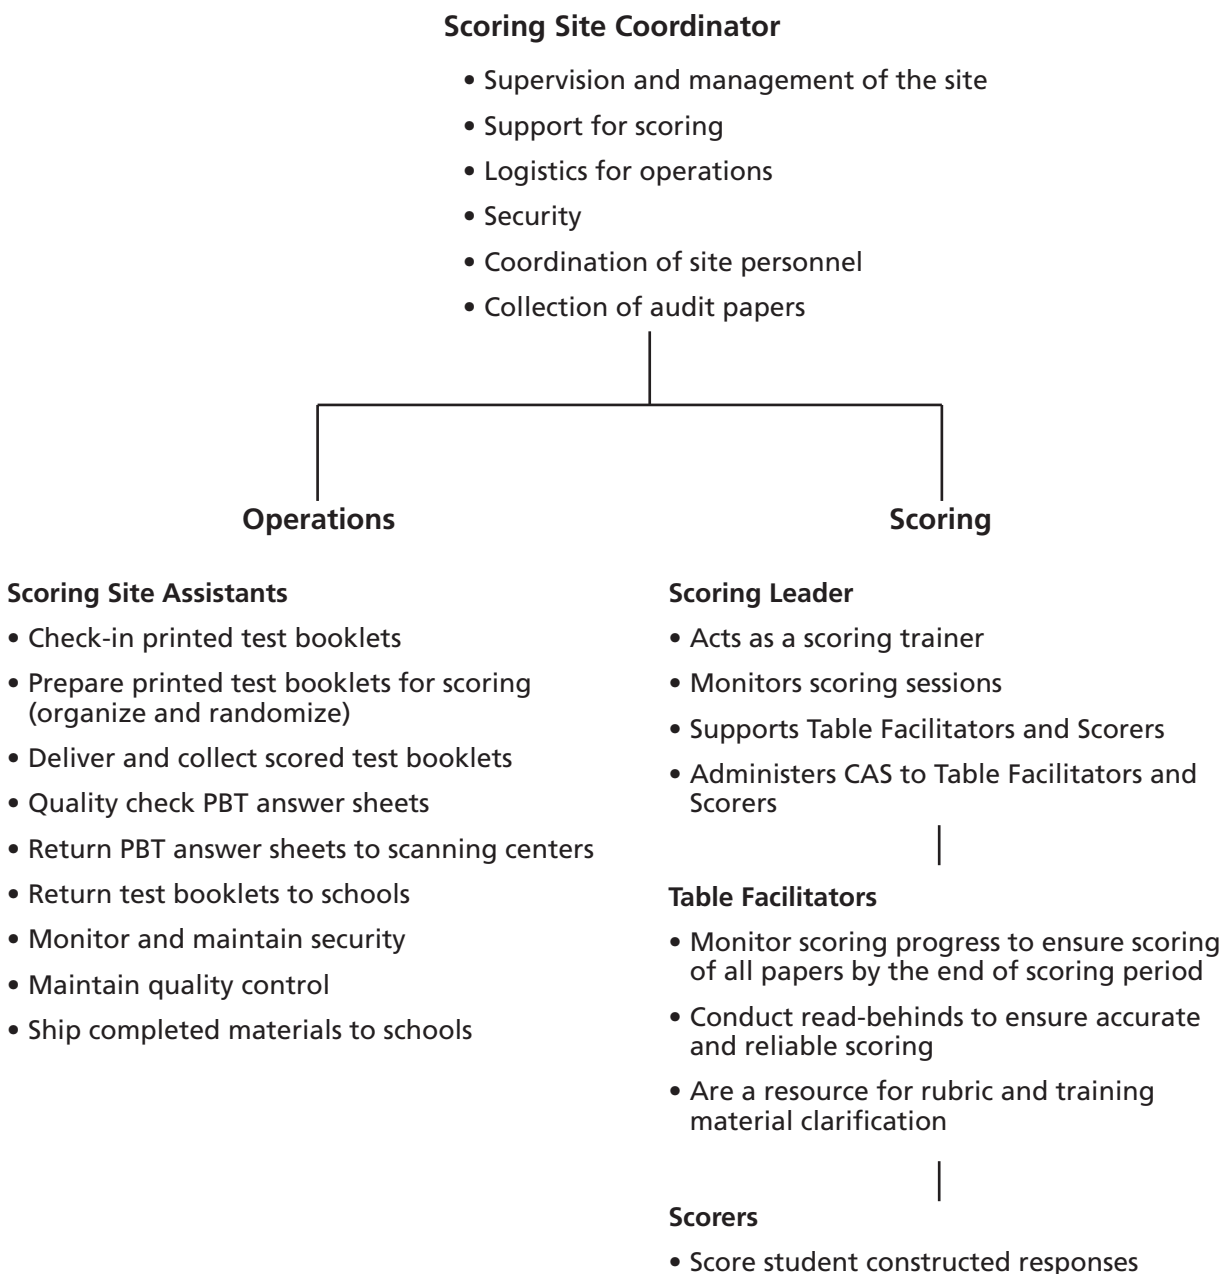 Scoring Site Coordinator
• Supervision and management of the site
• Support for scoring
• Logistics for operations
• Security
• Coordination of site personnel
• Collection of audit papers
Operations
Scoring Site Assistants
• Check-in printed test booklets
• Prepare printed test booklets for scoring
(organize and randomize)
• Deliver and collect scored test booklets
• Quality check PBT answer sheets
• Return PBT answer sheets to scanning centers
• Return test booklets to schools
• Monitor and maintain security
• Maintain quality control
• Ship completed materials to schools
Scoring
Scoring Leader
• Acts as a scoring trainer
• Monitors scoring sessions
• Supports Table Facilitators and Scorers
• Administers CAS to Table Facilitators and
Scorers
Table Facilitators
• Monitor scoring progress to ensure scoring
of all papers by the end of scoring period
• Conduct read-behinds to ensure accurate
and reliable scoring
• Are a resource for rubric and training
material clarification
Scorers
• Score student constructed responses